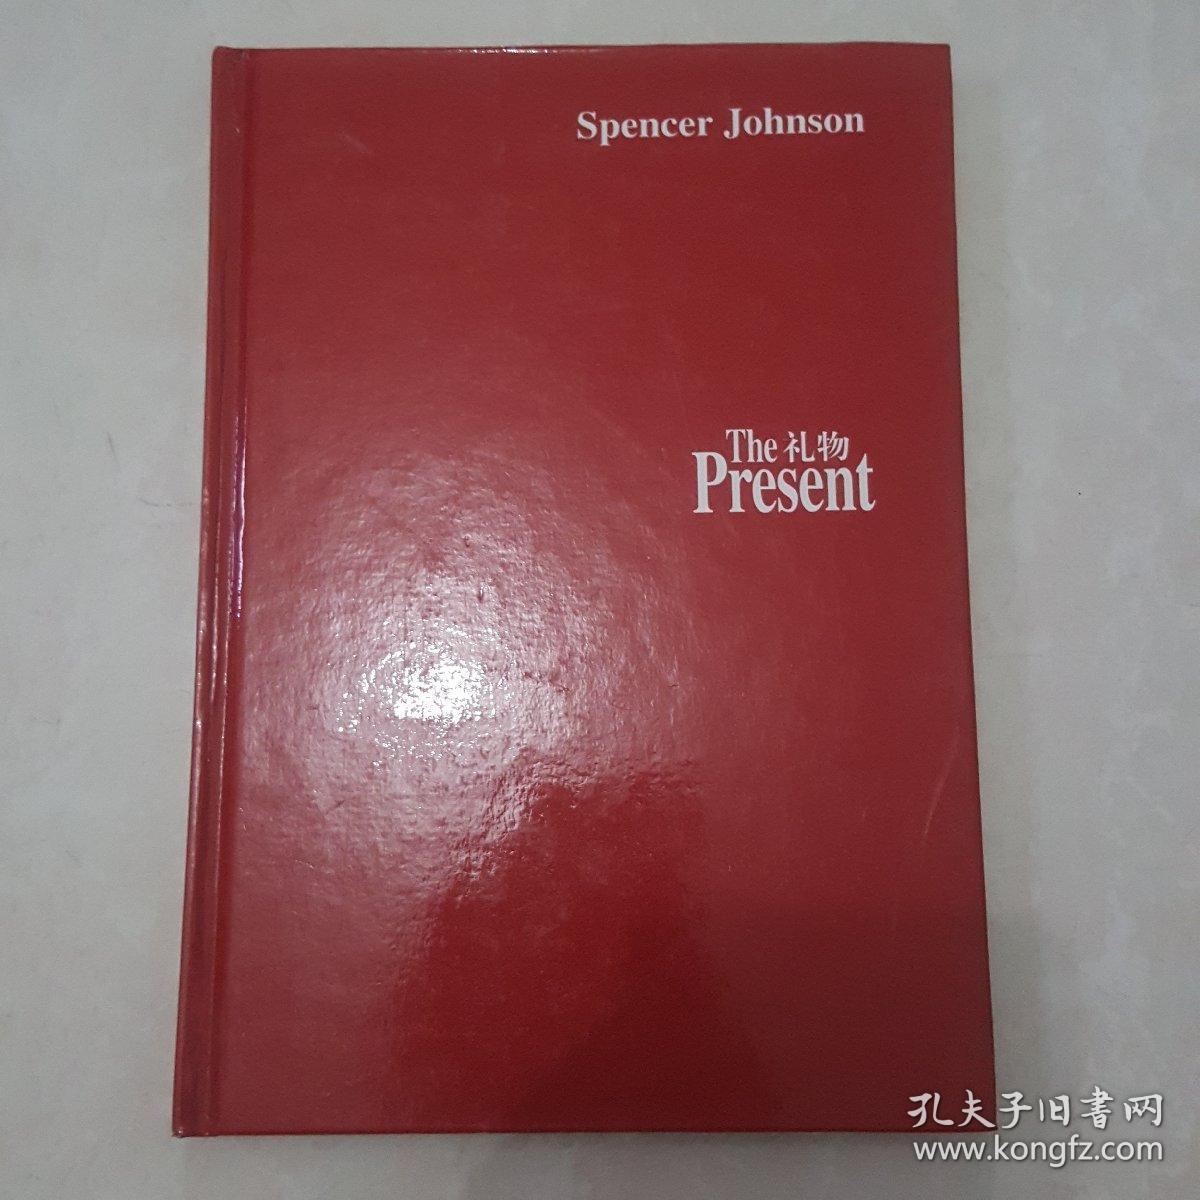 Spencer Johnson
The 礼物
Present
孔夫子旧書网
www.kongfz.com